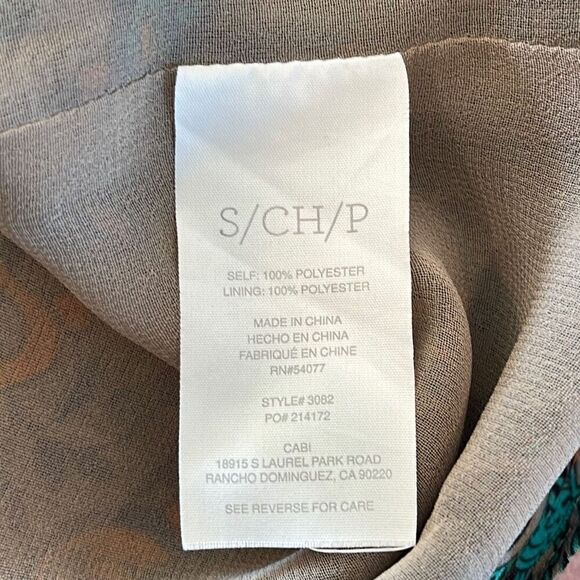 S/CH/P
SELF: 100% POLYESTER
LINING: 100% POLYESTER
MADE IN CHINA
HECHO EN CHINA
FABRIQUÉ EN CHINE
RN#54077
STYLE# 3082
PO# 214172
CABI
18915 S LAUREL PARK ROAD
RANCHO DOMINGUEZ, CA 90220
SEE REVERSE FOR CARE